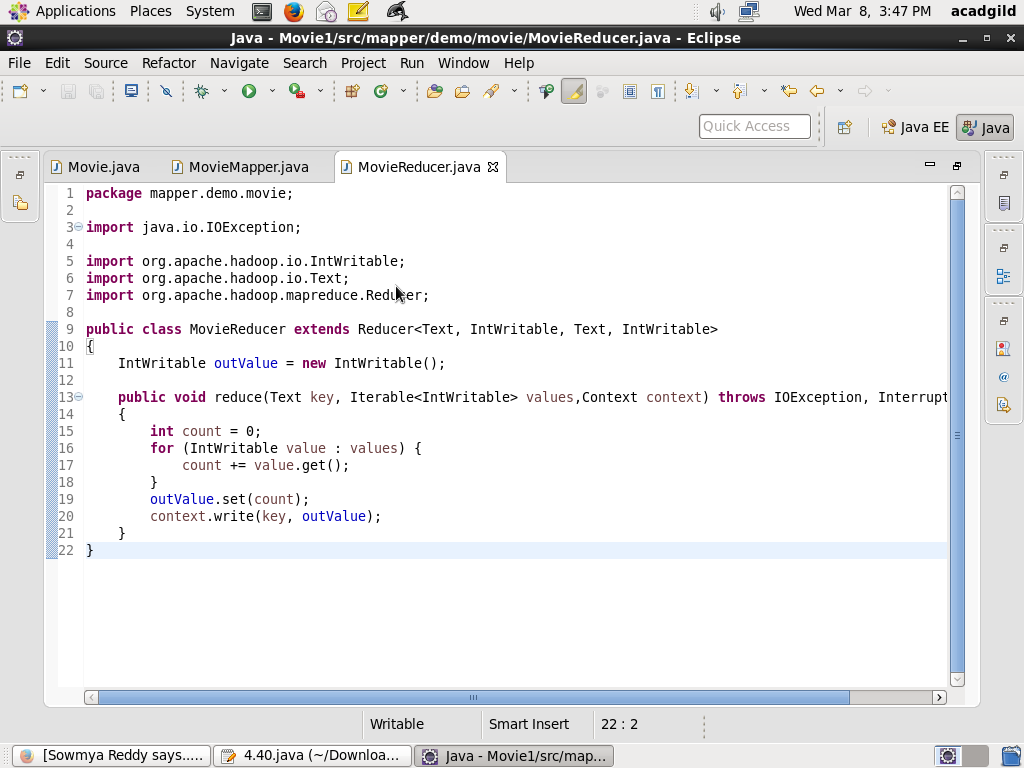 Applications Places System Wed Mar 8, 3:47 PM acadgild
Java - Movie1/src/mapper/demo/movie/MovieReducer.java - Eclipse
File Edit Source Refactor Navigate Search Project Run Window Help
Quick Access Java EE Java
Movie.java MovieMapper.java MovieReducer.java
1 package mapper.demo.movie;
2
3 import java.io.IOException;
4
5 import org.apache.hadoop.io.IntWritable;
6 import org.apache.hadoop.io.Text;
7 import org.apache.hadoop.mapreduce.Reducer;
8
9 public class MovieReducer extends Reducer<Text, IntWritable, Text, IntWritable>
10 {
11     IntWritable outValue = new IntWritable();
12
13     public void reduce(Text key, Iterable<IntWritable> values,Context context) throws IOException, Interrupt
14     {
15         int count = 0;
16         for (IntWritable value : values) {
17             count += value.get();
18         }
19         outValue.set(count);
20         context.write(key, outValue);
21     }
22 }
Writable Smart Insert 22 : 2
[Sowmya Reddy says..... 4.40.java (~/Downloa... Java - Movie1/src/map...